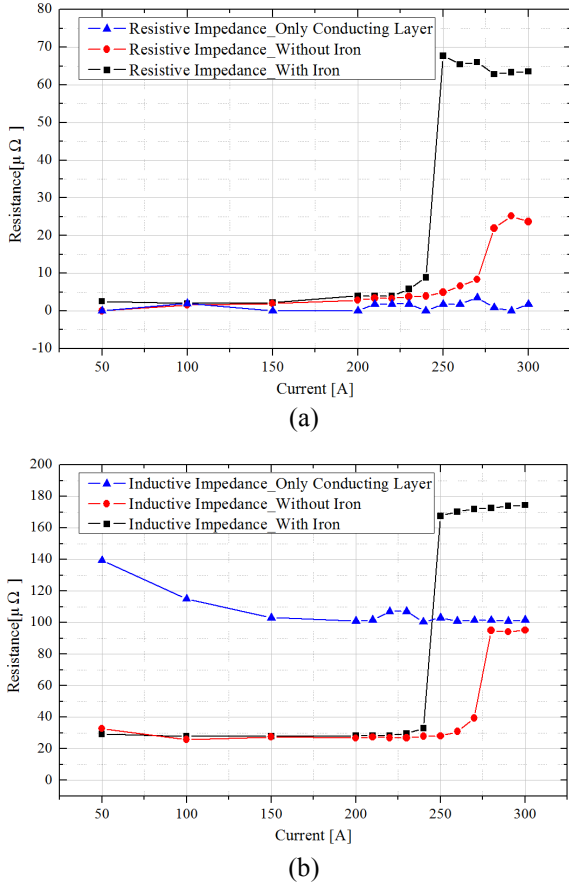 80
70
60
50
40
30
20
10
0
-10
Resistance[μΩ ]
Resistive Impedance_Only Conducting Layer
Resistive Impedance_Without Iron
Resistive Impedance_With Iron
50 100 150 200 250 300
Current [A]
(a)
200
180
160
140
120
100
80
60
40
20
0
Resistance[μΩ ]
Inductive Impedance_Only Conducting Layer
Inductive Impedance_Without Iron
Inductive Impedance_With Iron
50 100 150 200 250 300
Current [A]
(b)